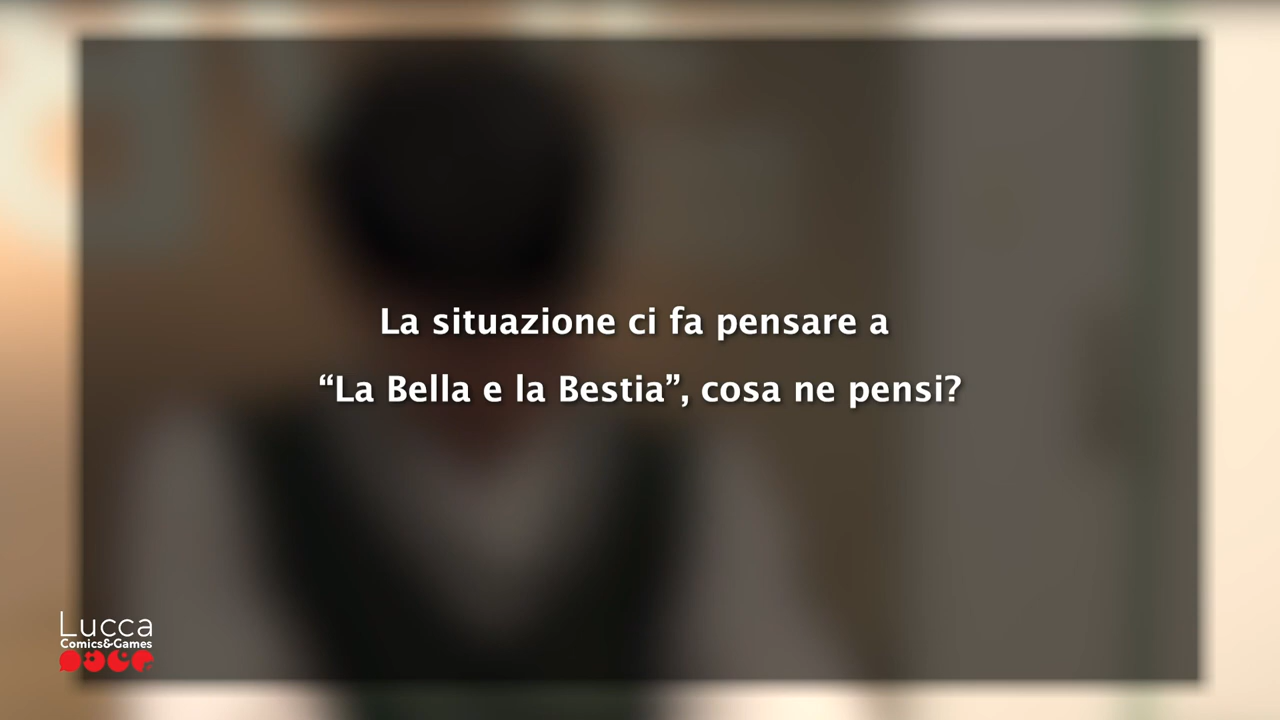 La situazione ci fa pensare a
“La Bella e la Bestia”, cosa ne pensi?
Lucca
Comics&Games